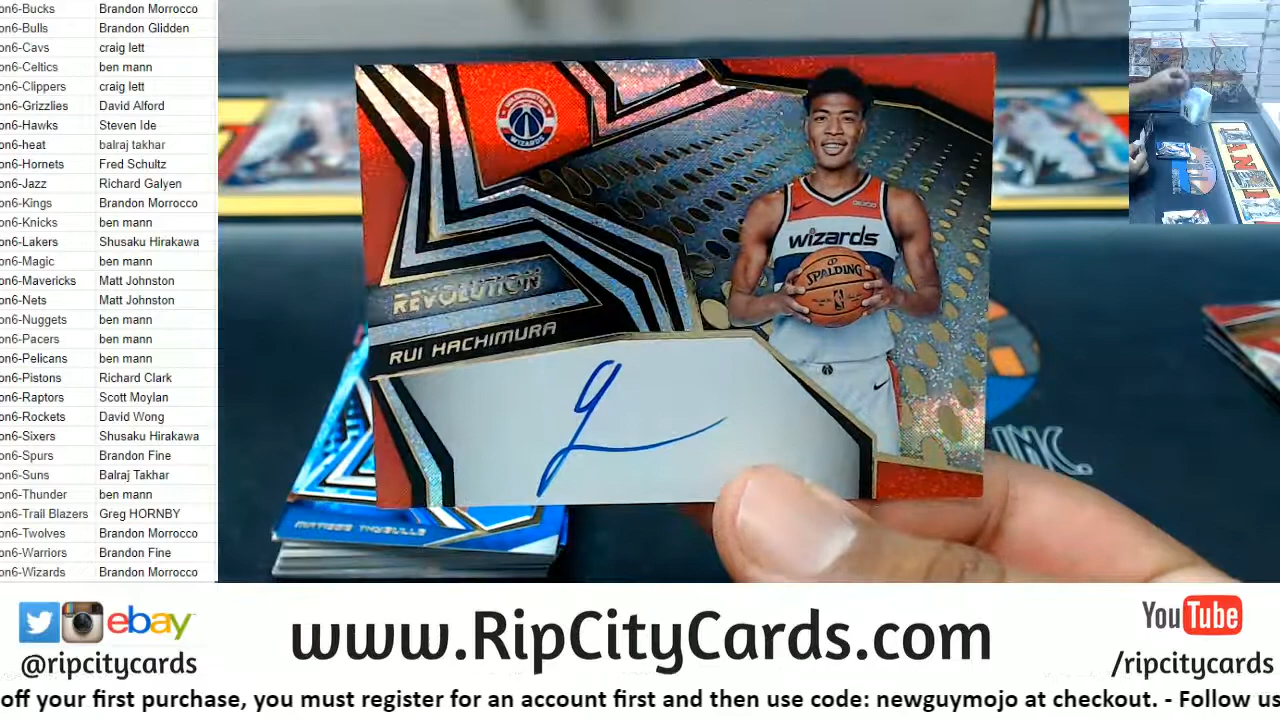 on6-Bucks Brandon Morrocco
on6-Bulls Brandon Glidden
on6-Cavs craig lett
on6-Celtics ben mann
on6-Clippers craig lett
on6-Grizzlies David Alford
on6-Hawks Steven Ide
on6-heat balraj takhar
on6-Hornets Fred Schultz
on6-Jazz Richard Galyen
on6-Kings Brandon Morrocco
on6-Knicks ben mann
on6-Lakers Shusaku Hirakawa
on6-Magic ben mann
on6-Mavericks Matt Johnston
on6-Nets Matt Johnston
on6-Nuggets ben mann
on6-Pacers ben mann
on6-Pelicans ben mann
on6-Pistons Richard Clark
on6-Raptors Scott Moylan
on6-Rockets David Wong
on6-Sixers Shusaku Hirakawa
on6-Spurs Brandon Fine
on6-Suns Balraj Takhar
on6-Thunder ben mann
on6-Trail Blazers Greg HORNBY
on6-Twolves Brandon Morrocco
on6-Warriors Brandon Fine
on6-Wizards Brandon Morrocco
WASHINGTON
WIZARDS
wizards
SPALDING
REVOLUTION
RUI HACHIMURA
MATISSE THYBULLE
INC.
ebay
@ripcitycards
www.RipCityCards.com
YouTube
/ripcitycards
off your first purchase, you must register for an account first and then use code: newguymojo at checkout. - Follow us